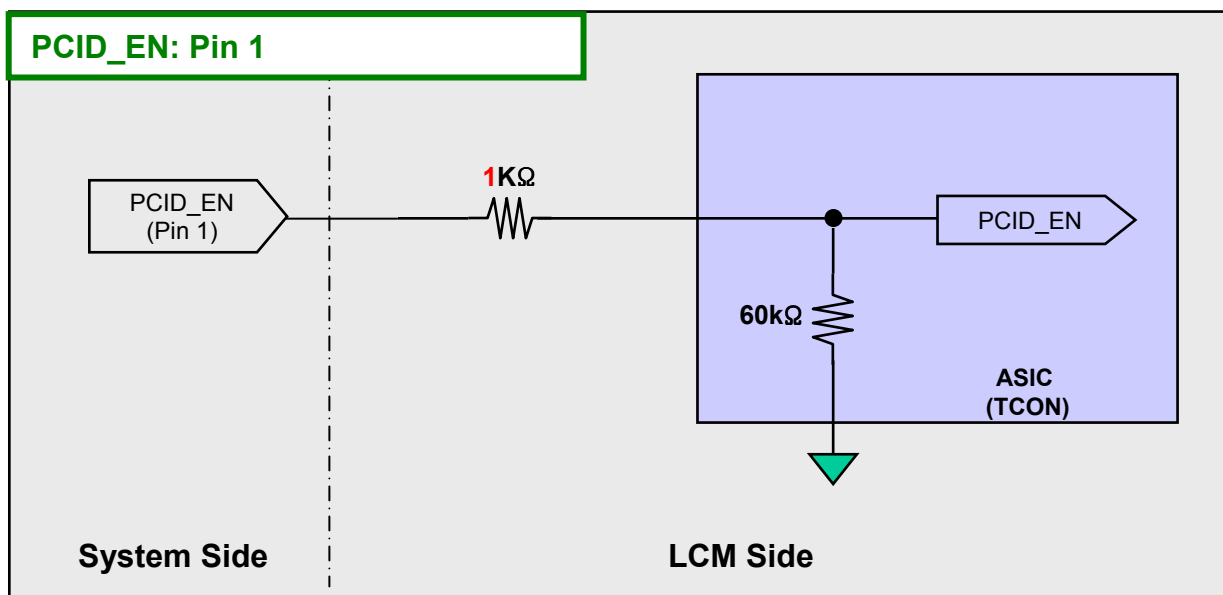 PCID_EN: Pin 1
1KΩ
PCID_EN
(Pin 1)
PCID_EN
60kΩ
ASIC
(TCON)
System Side
LCM Side